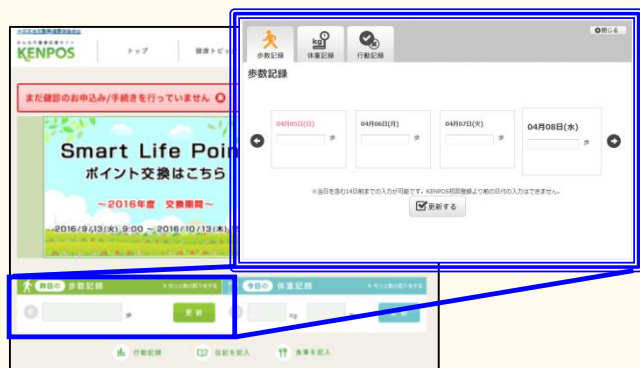 KENPOS
トップ
まだ健診のお申込み/手続きを行っていません
Smart Life Poin
ポイント交換はこちら
～2016年度 交換期間～
2016/9/13(火) 9:00 ～ 2016/10/13(木)
昨日の 歩数記録
歩
更新
今日の 体重記録
kg
行動記録
日記を記入
食事を記入
閉じる
kg
歩数記録
体重記録
行動記録
歩数記録
04月05日(日)
歩
04月06日(月)
歩
04月07日(火)
歩
04月08日(水)
歩
※当日を含む14日前までの入力が可能です。KENPOS初回登録より前の日付の入力はできません。
更新する